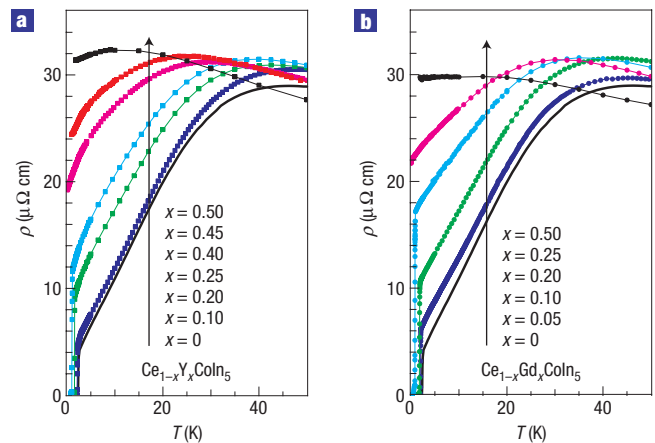 a
ρ (μ Ω cm)
30
20
10
0
0
20
40
T (K)
x = 0.50
x = 0.45
x = 0.40
x = 0.25
x = 0.20
x = 0.10
x = 0
Ce₁₋ₓYₓCoIn₅
b
ρ (μ Ω cm)
30
20
10
0
0
20
40
T (K)
x = 0.50
x = 0.25
x = 0.20
x = 0.10
x = 0.05
x = 0
Ce₁₋ₓGdₓCoIn₅